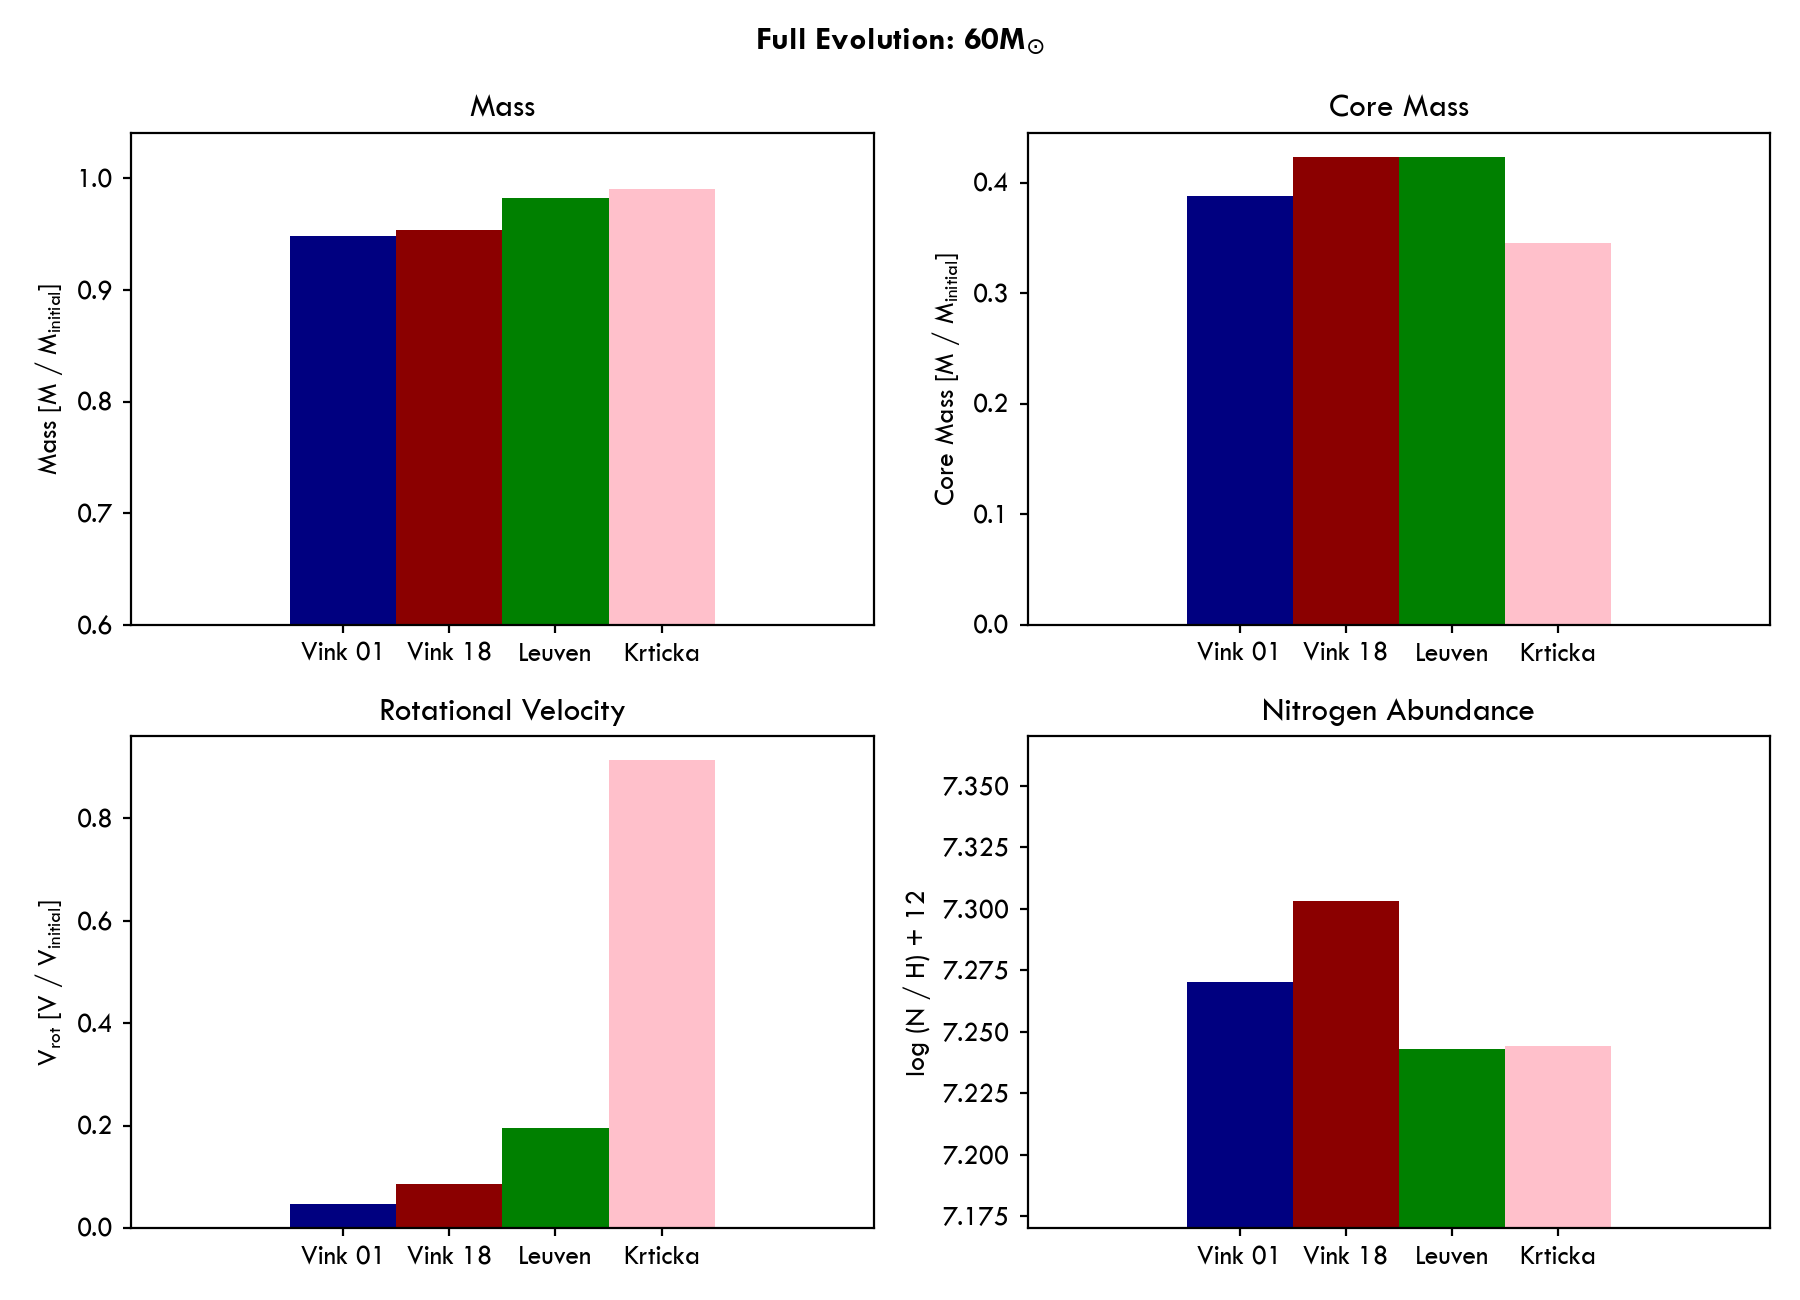 Full Evolution: 60M☉
Mass
Mass [M / Minitial]
1.0
0.9
0.8
0.7
0.6
Vink 01 Vink 18 Leuven Krticka
Core Mass
Core Mass [M / Minitial]
0.4
0.3
0.2
0.1
0.0
Vink 01 Vink 18 Leuven Krticka
Rotational Velocity
Vrot [V / Vinitial]
0.8
0.6
0.4
0.2
0.0
Vink 01 Vink 18 Leuven Krticka
Nitrogen Abundance
log (N / H) + 12
7.350
7.325
7.300
7.275
7.250
7.225
7.200
7.175
Vink 01 Vink 18 Leuven Krticka